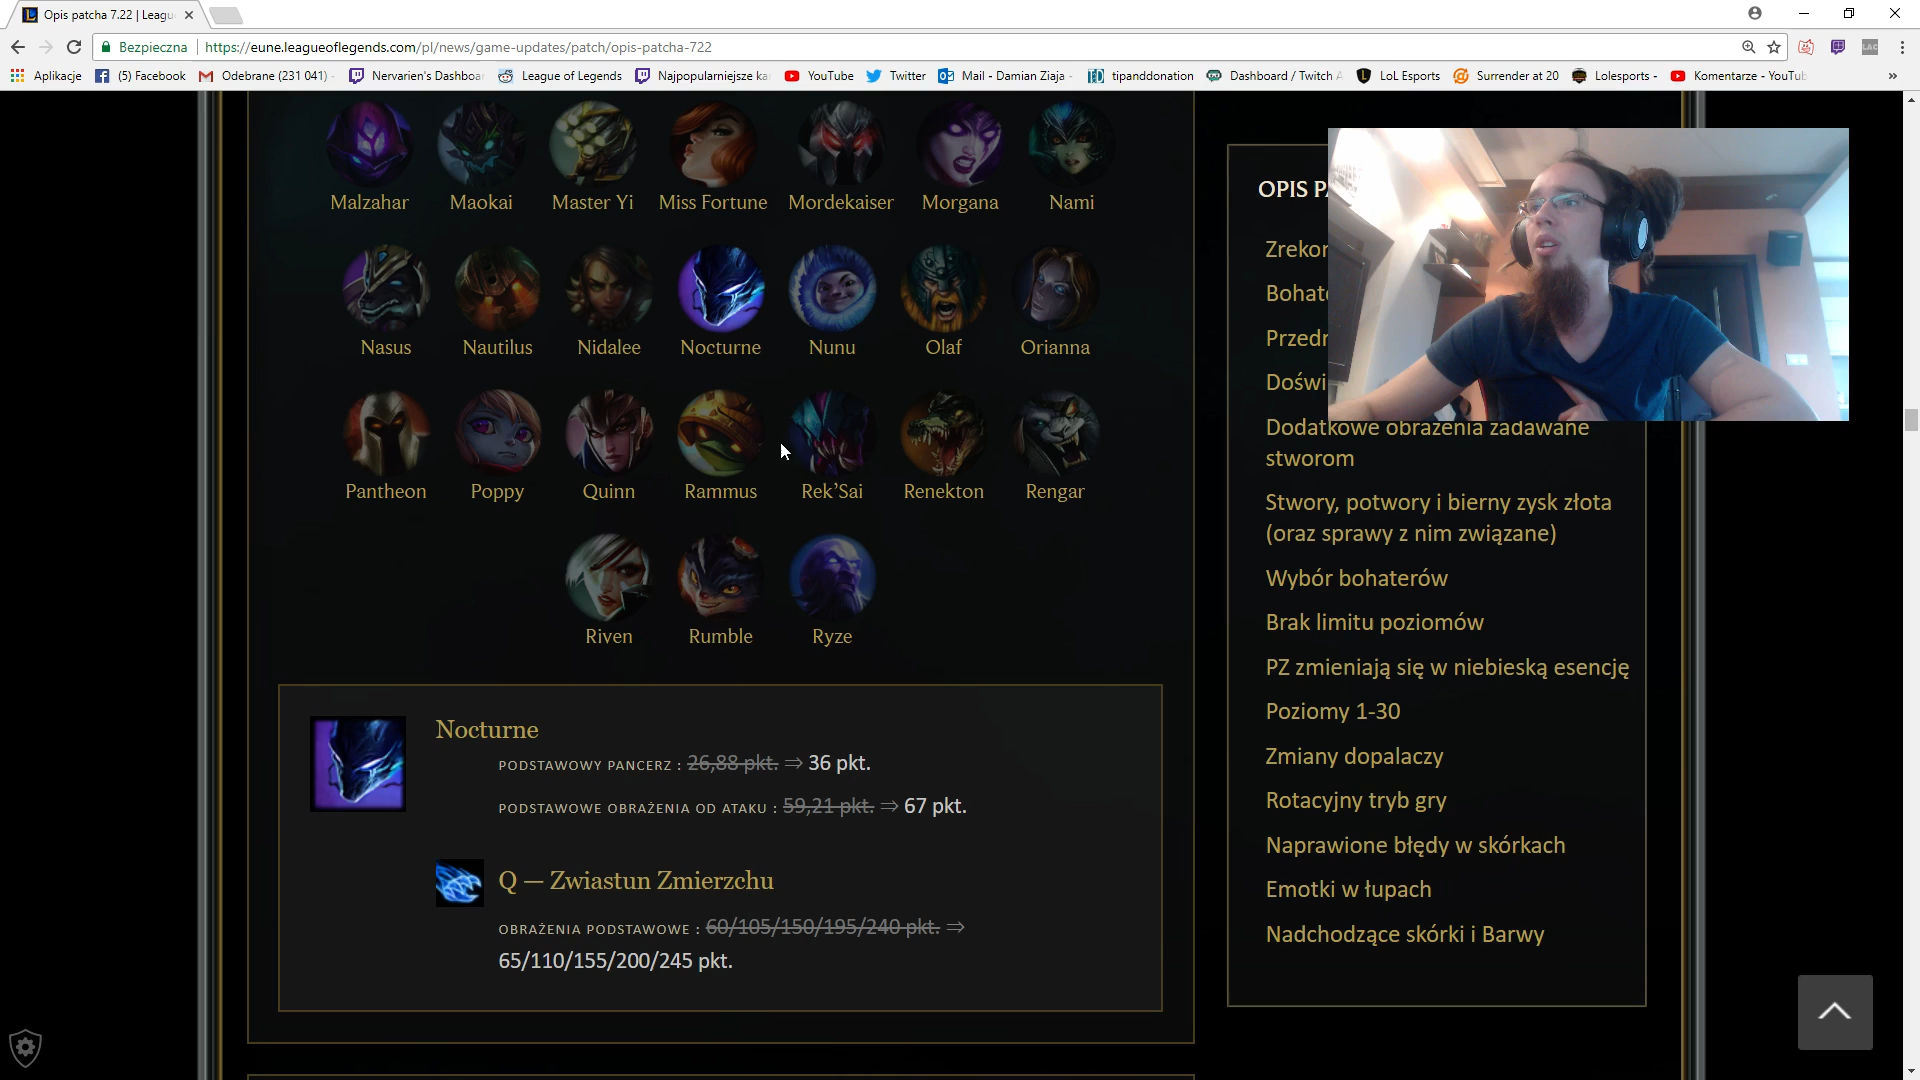 Opis patcha 7.22 | Leagu
Bezpieczna
https://eune.leagueoflegends.com/pl/news/game-updates/patch/opis-patcha-722
Aplikacje
(5) Facebook
Odebrane (231 041)
Nervarien's Dashboa
League of Legends
Najpopularniejsze ka
YouTube
Twitter
Mail - Damian Ziaja -
tipanddonation
Dashboard / Twitch A
LoL Esports
Surrender at 20
Lolesports -
Komentarze - YouTub
»
Malzahar
Maokai
Master Yi
Miss Fortune
Mordekaiser
Morgana
Nami
Nasus
Nautilus
Nidalee
Nocturne
Nunu
Olaf
Orianna
Pantheon
Poppy
Quinn
Rammus
Rek'Sai
Renekton
Rengar
Riven
Rumble
Ryze
Nocturne
PODSTAWOWY PANCERZ : 26,88 pkt. ⇒ 36 pkt.
PODSTAWOWE OBRAŻENIA OD ATAKU : 59,21 pkt. ⇒ 67 pkt.
Q — Zwiastun Zmierzchu
OBRAŻENIA PODSTAWOWE : 60/105/150/195/240 pkt. ⇒
65/110/155/200/245 pkt.
OPIS P
Zrekon
Bohate
Przedr
Doświ
Dodatkowe obrażenia zadawane
stworom
Stwory, potwory i bierny zysk złota
(oraz sprawy z nim związane)
Wybór bohaterów
Brak limitu poziomów
PZ zmieniają się w niebieską esencję
Poziomy 1-30
Zmiany dopalaczy
Rotacyjny tryb gry
Naprawione błędy w skórkach
Emotki w łupach
Nadchodzące skórki i Barwy